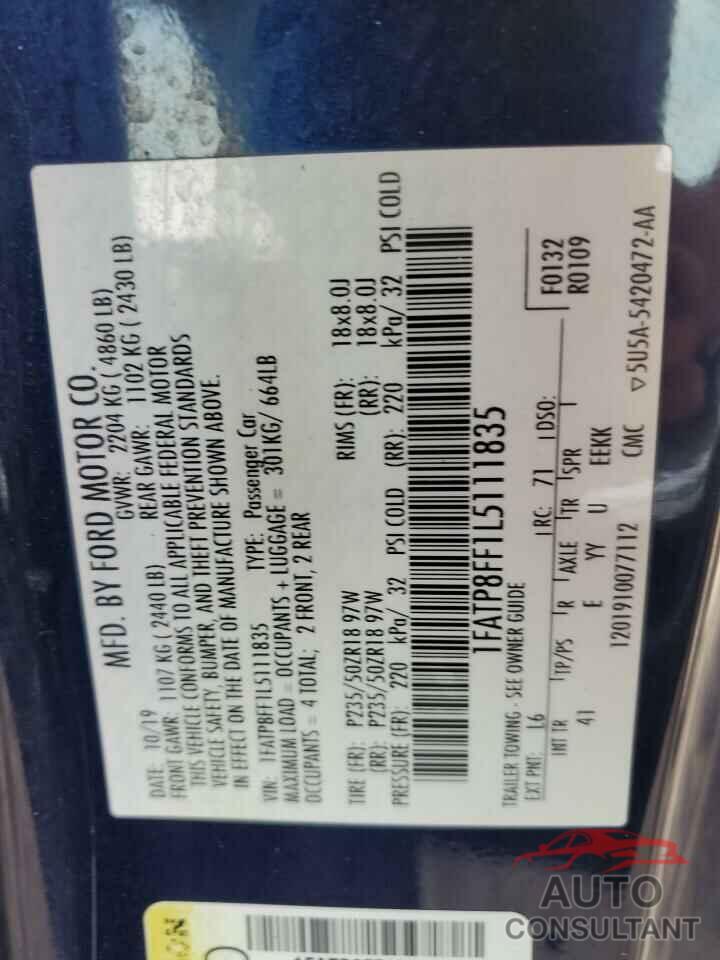 MFD. BY FORD MOTOR CO.
DATE: 10/19 GVWR: 2204 KG ( 4860 LB)
FRONT GAWR: 1107 KG ( 2440 LB) REAR GAWR: 1102 KG ( 2430 LB)
THIS VEHICLE CONFORMS TO ALL APPLICABLE FEDERAL MOTOR
VEHICLE SAFETY, BUMPER, AND THEFT PREVENTION STANDARDS
IN EFFECT ON THE DATE OF MANUFACTURE SHOWN ABOVE.
VIN: 1FATP8FF1L5111835 TYPE: Passenger Car
MAXIMUM LOAD = OCCUPANTS + LUGGAGE = 301KG/ 664LB
OCCUPANTS = 4 TOTAL; 2 FRONT, 2 REAR
TIRE (FR): P235/50ZR18 97W RIMS (FR): 18x8.0J
(RR): P235/50ZR18 97W (RR): 18x8.0J
PRESSURE (FR): 220 kPa/ 32 PSI COLD (RR): 220 kPa/ 32 PSI COLD
1FATP8FF1L5111835
TRAILER TOWING - SEE OWNER GUIDE F0132
EXT PNT: L6 RC: 71 DSO: R0109
INT TR TP/PS R AXLE TR SPR
41 E YY U EEKK
1201910077112 CMC ▽5U5A-5420472-AA
AUTO
CONSULTANT